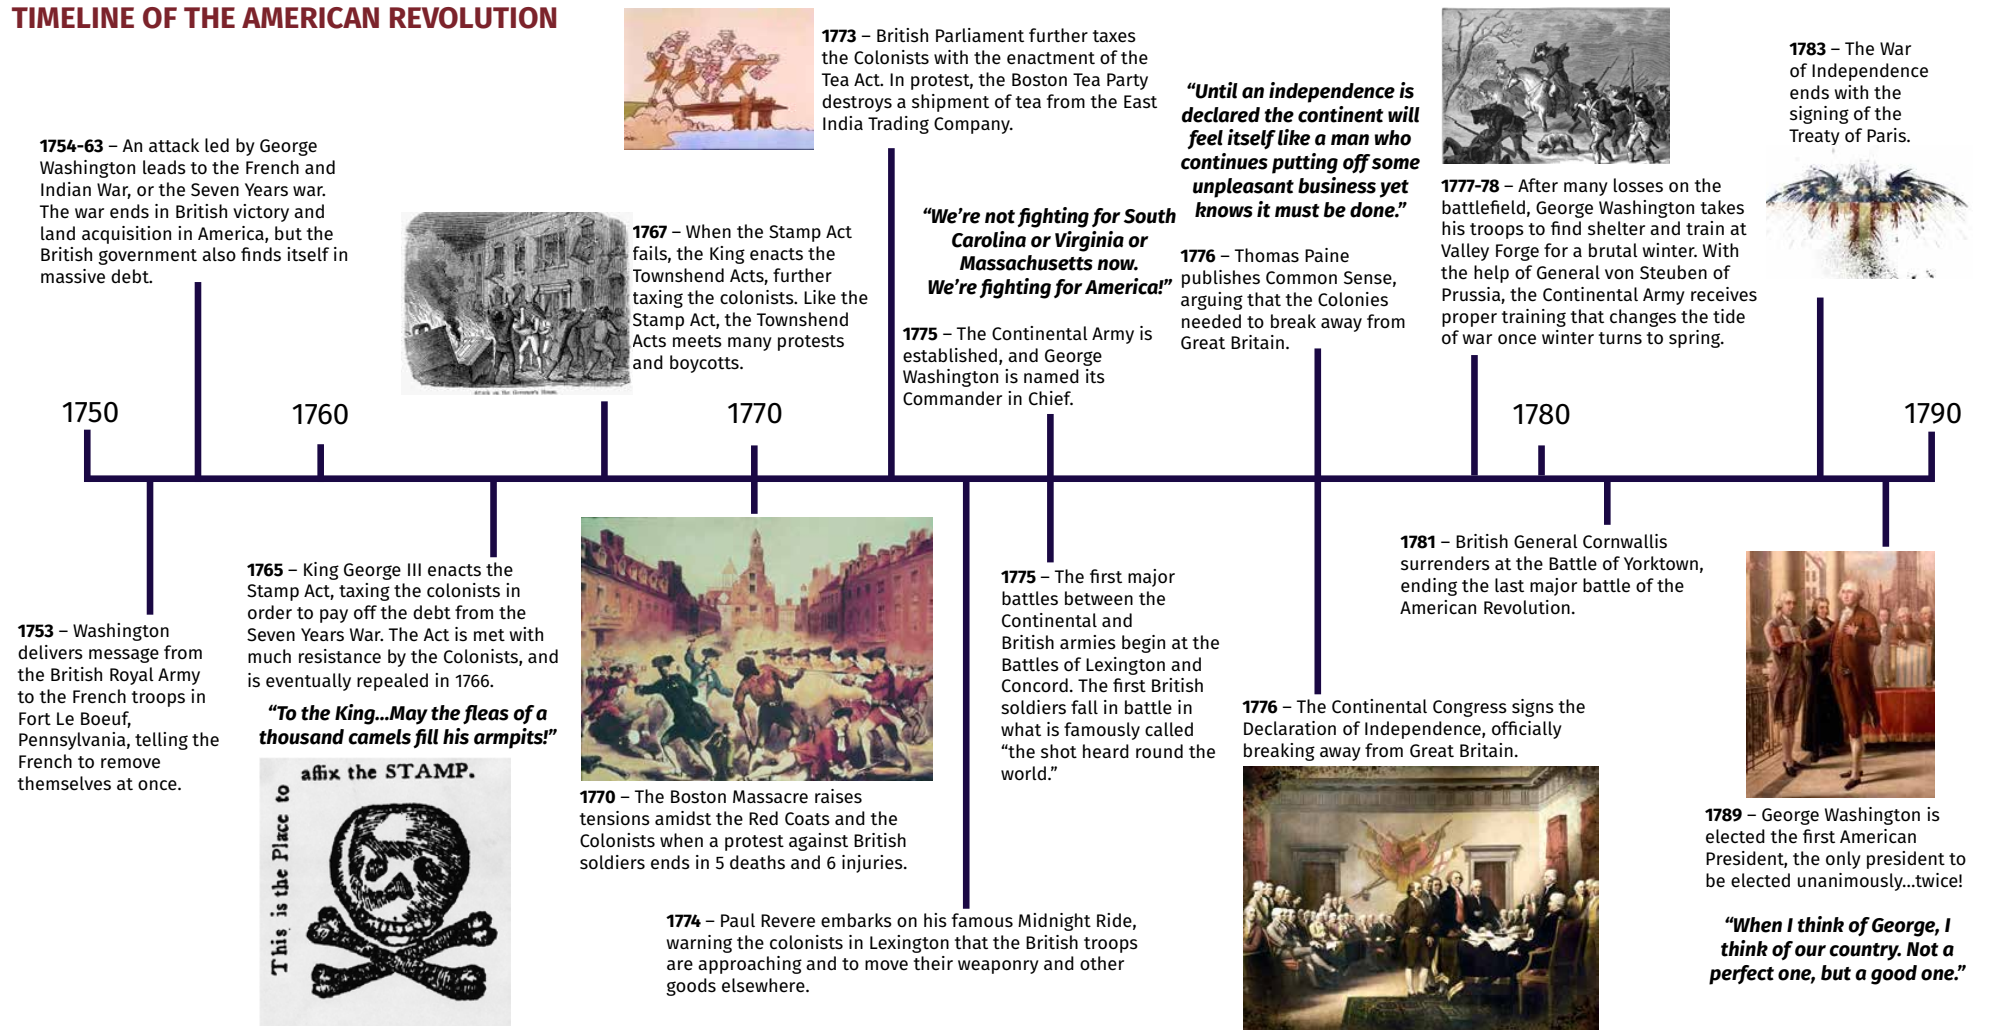 TIMELINE OF THE AMERICAN REVOLUTION
1754-63 – An attack led by George
Washington leads to the French and
Indian War, or the Seven Years war.
The war ends in British victory and
land acquisition in America, but the
British government also finds itself in
massive debt.
Attack on the Governor's House.
1767 – When the Stamp Act
fails, the King enacts the
Townshend Acts, further
taxing the colonists. Like the
Stamp Act, the Townshend
Acts meets many protests
and boycotts.
1773 – British Parliament further taxes
the Colonists with the enactment of the
Tea Act. In protest, the Boston Tea Party
destroys a shipment of tea from the East
India Trading Company.
“We’re not fighting for South
Carolina or Virginia or
Massachusetts now.
We’re fighting for America!”
1775 – The Continental Army is
established, and George
Washington is named its
Commander in Chief.
“Until an independence is
declared the continent will
feel itself like a man who
continues putting off some
unpleasant business yet
knows it must be done.”
1776 – Thomas Paine
publishes Common Sense,
arguing that the Colonies
needed to break away from
Great Britain.
1777-78 – After many losses on the
battlefield, George Washington takes
his troops to find shelter and train at
Valley Forge for a brutal winter. With
the help of General von Steuben of
Prussia, the Continental Army receives
proper training that changes the tide
of war once winter turns to spring.
1783 – The War
of Independence
ends with the
signing of the
Treaty of Paris.
1750
1760
1770
1780
1790
1753 – Washington
delivers message from
the British Royal Army
to the French troops in
Fort Le Boeuf,
Pennsylvania, telling the
French to remove
themselves at once.
1765 – King George III enacts the
Stamp Act, taxing the colonists in
order to pay off the debt from the
Seven Years War. The Act is met with
much resistance by the Colonists, and
is eventually repealed in 1766.
“To the King...May the fleas of a
thousand camels fill his armpits!”
This is the Place to
affix the STAMP.
1770 – The Boston Massacre raises
tensions amidst the Red Coats and the
Colonists when a protest against British
soldiers ends in 5 deaths and 6 injuries.
1774 – Paul Revere embarks on his famous Midnight Ride,
warning the colonists in Lexington that the British troops
are approaching and to move their weaponry and other
goods elsewhere.
1775 – The first major
battles between the
Continental and
British armies begin at the
Battles of Lexington and
Concord. The first British
soldiers fall in battle in
what is famously called
“the shot heard round the
world.”
1776 – The Continental Congress signs the
Declaration of Independence, officially
breaking away from Great Britain.
1781 – British General Cornwallis
surrenders at the Battle of Yorktown,
ending the last major battle of the
American Revolution.
1789 – George Washington is
elected the first American
President, the only president to
be elected unanimously...twice!
“When I think of George, I
think of our country. Not a
perfect one, but a good one.”